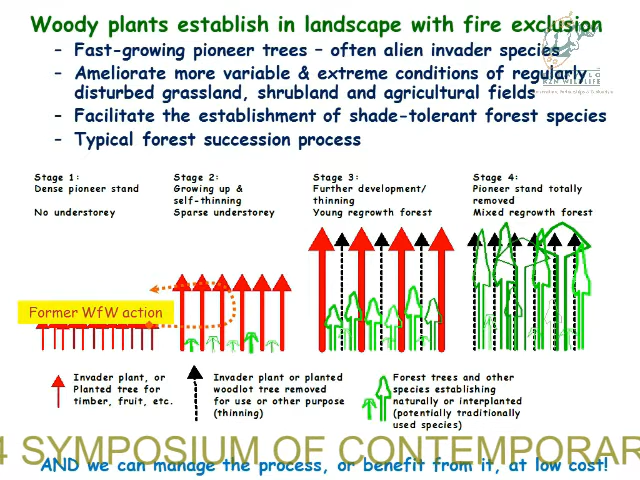 Woody plants establish in landscape with fire exclusion
– Fast-growing pioneer trees – often alien invader species
– Ameliorate more variable & extreme conditions of regularly
disturbed grassland, shrubland and agricultural fields
– Facilitate the establishment of shade-tolerant forest species
– Typical forest succession process
Stage 1:
Dense pioneer stand
No understorey
Stage 2:
Growing up &
self-thinning
Sparse understorey
Stage 3:
Further development/
thinning
Young regrowth forest
Stage 4:
Pioneer stand totally
removed
Mixed regrowth forest
Former WfW action
Invader plant, or
Planted tree for
timber, fruit, etc.
Invader plant or planted
woodlot tree removed
for use or other purpose
(thinning)
Forest trees and other
species establishing
naturally or interplanted
(potentially traditionally
used species)
4 SYMPOSIUM OF CONTEMPORAR
AND we can manage the process, or benefit from it, at low cost!